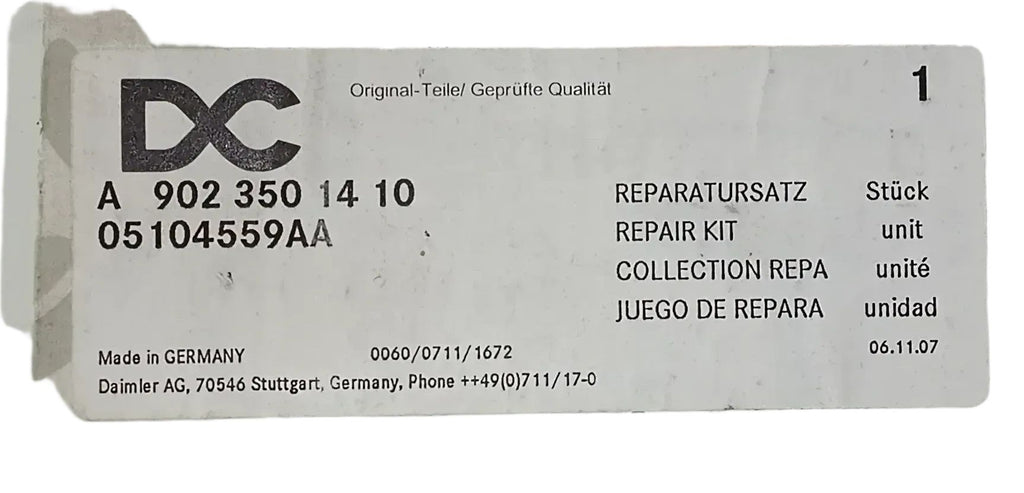 DC
Original-Teile/ Geprüfte Qualität
1
A 902 350 14 10
05104559AA
REPARATURSATZ Stück
REPAIR KIT unit
COLLECTION REPA unité
JUEGO DE REPARA unidad
06.11.07
Made in GERMANY 0060/0711/1672
Daimler AG, 70546 Stuttgart, Germany, Phone ++49(0)711/17-0